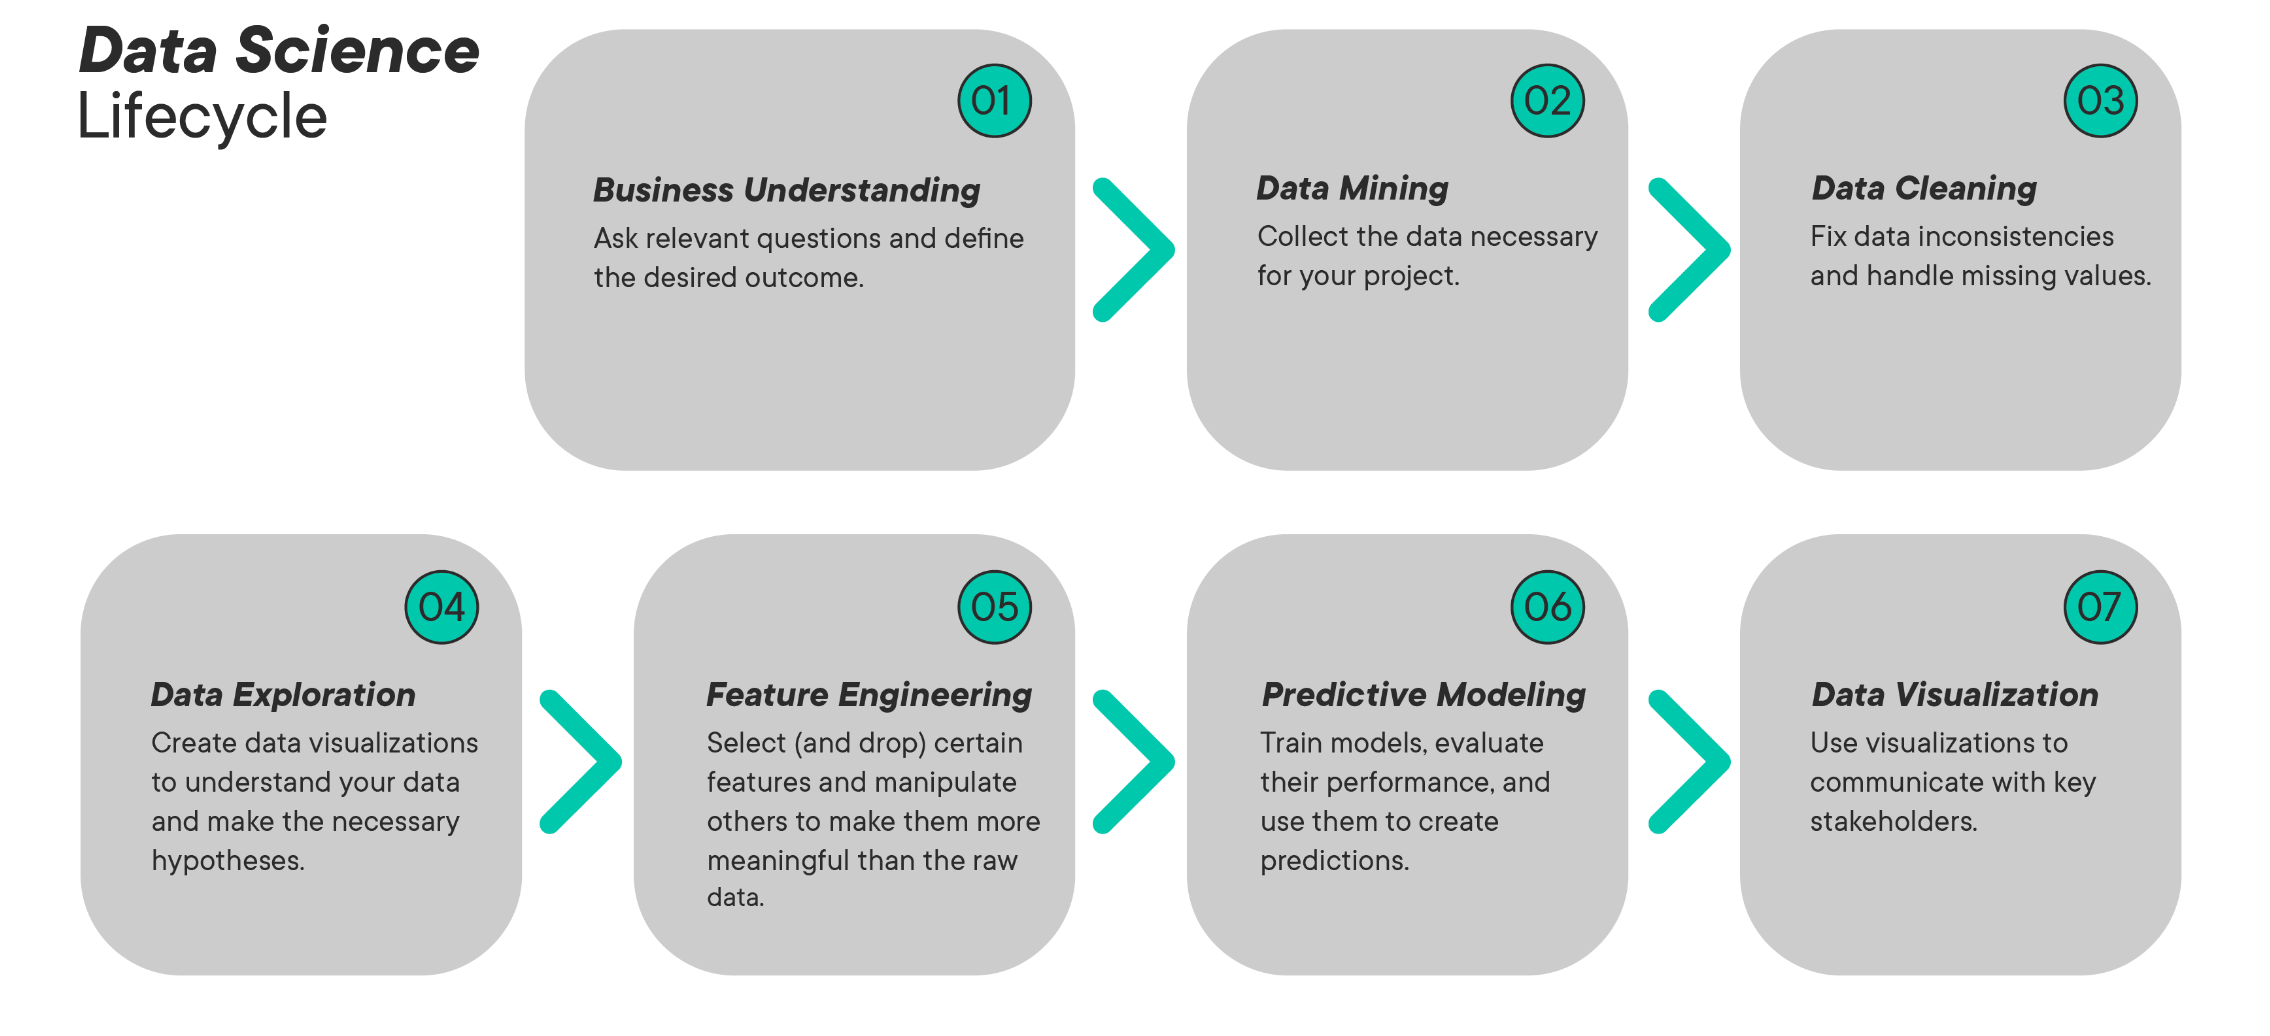 Data Science
Lifecycle
01
Business Understanding
Ask relevant questions and define
the desired outcome.
02
Data Mining
Collect the data necessary
for your project.
03
Data Cleaning
Fix data inconsistencies
and handle missing values.
04
Data Exploration
Create data visualizations
to understand your data
and make the necessary
hypotheses.
05
Feature Engineering
Select (and drop) certain
features and manipulate
others to make them more
meaningful than the raw
data.
06
Predictive Modeling
Train models, evaluate
their performance, and
use them to create
predictions.
07
Data Visualization
Use visualizations to
communicate with key
stakeholders.